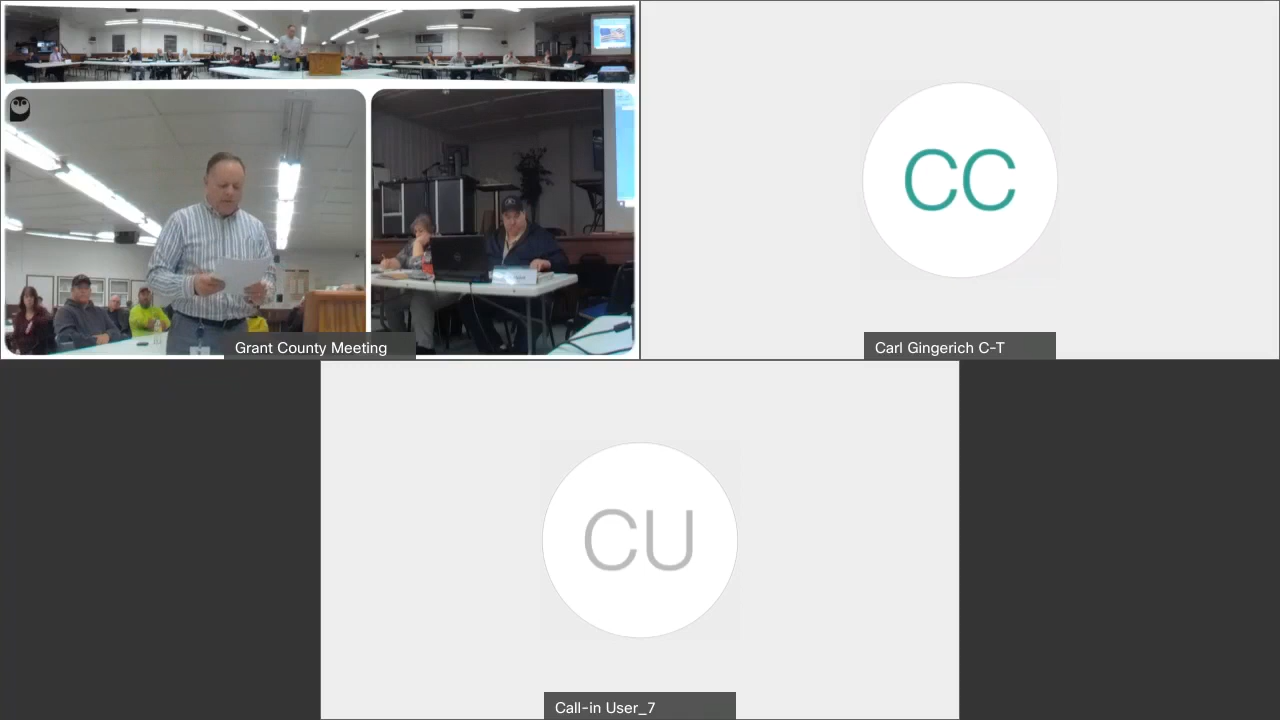 Grant County Meeting
CC
Carl Gingerich C-T
CU
Call-in User_7